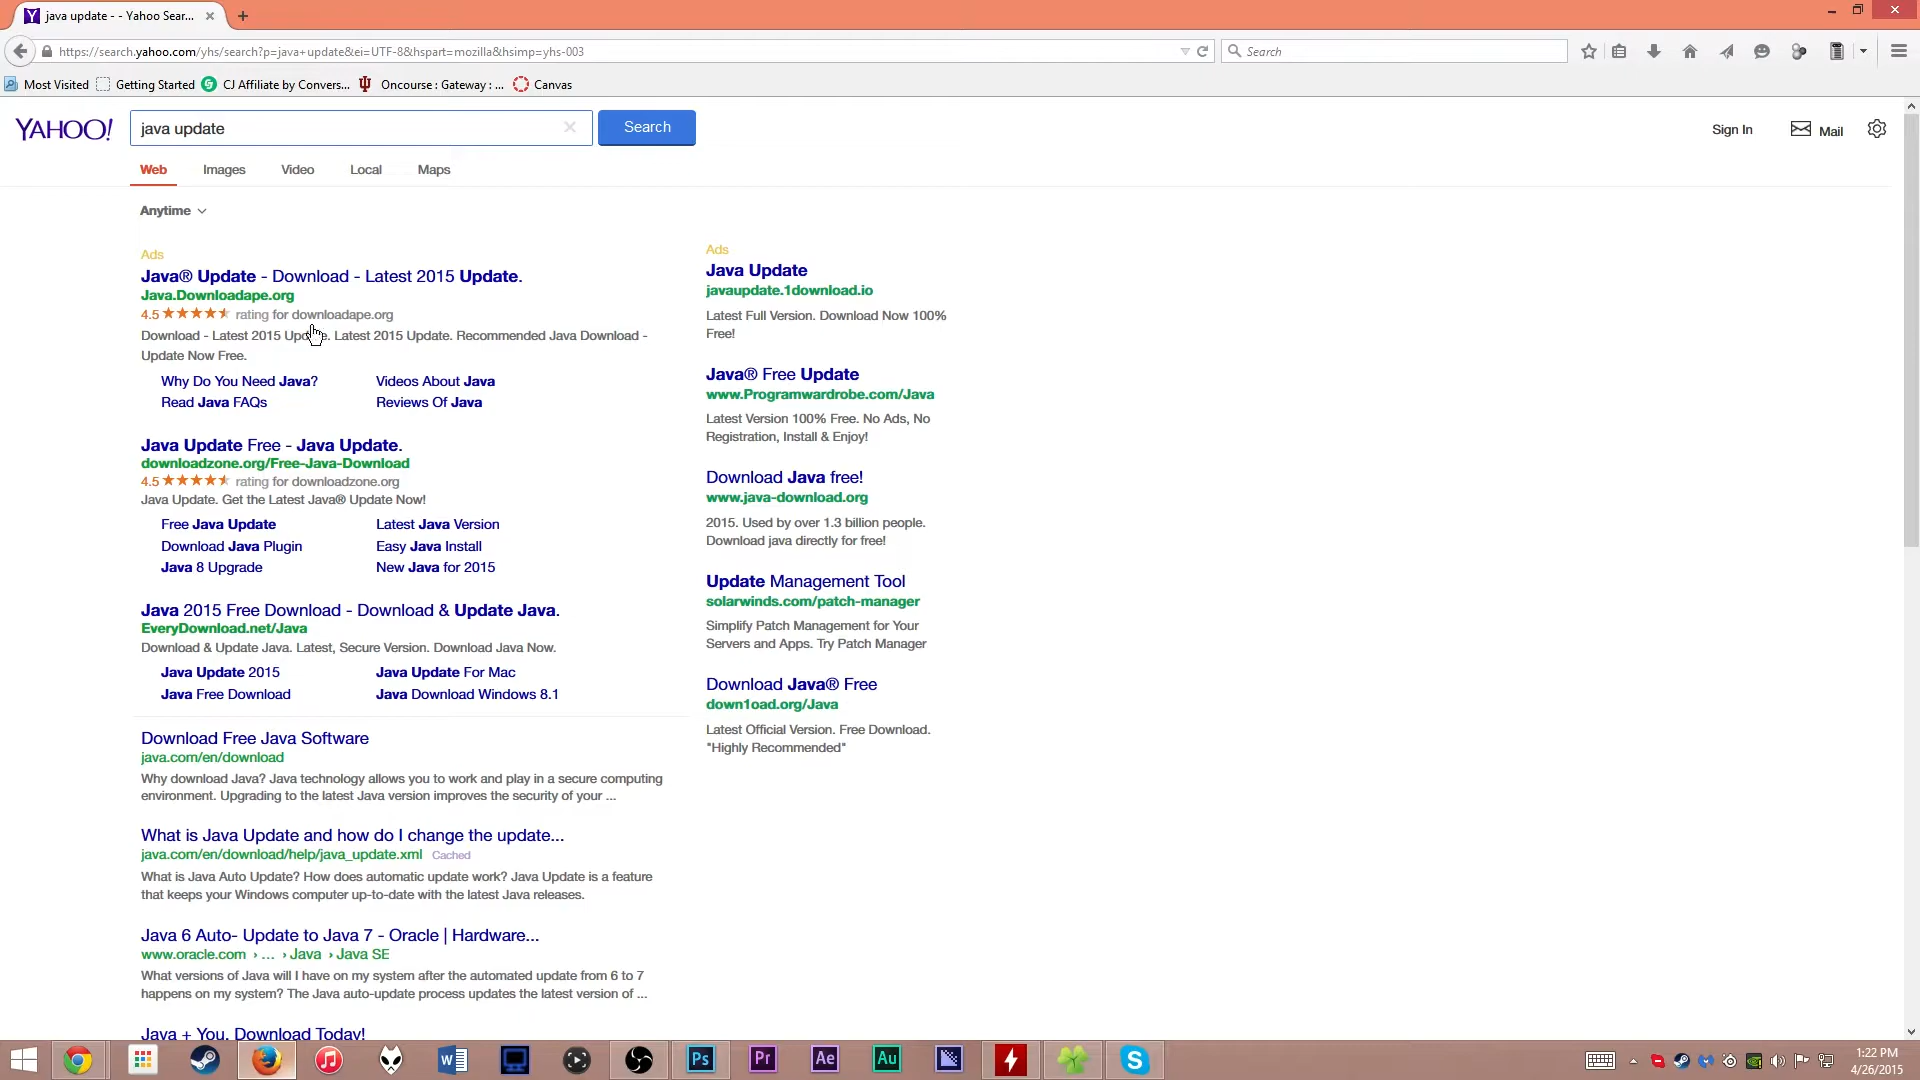 java update - - Yahoo Sear...
https://search.yahoo.com/yhs/search?p=java+update&ei=UTF-8&hspart=mozilla&hsimp=yhs-003
Search
Most Visited
Getting Started
CJ Affiliate by Convers...
Oncourse : Gateway : ...
Canvas
YAHOO!
java update
Search
Sign In
Mail
Web
Images
Video
Local
Maps
Anytime
Ads
Java® Update - Download - Latest 2015 Update.
Java.Downloadape.org
4.5 ★★★★★ rating for downloadape.org
Download - Latest 2015 Update. Latest 2015 Update. Recommended Java Download -
Update Now Free.
Why Do You Need Java?
Videos About Java
Read Java FAQs
Reviews Of Java
Java Update Free - Java Update.
downloadzone.org/Free-Java-Download
4.5 ★★★★★ rating for downloadzone.org
Java Update. Get the Latest Java® Update Now!
Free Java Update
Latest Java Version
Download Java Plugin
Easy Java Install
Java 8 Upgrade
New Java for 2015
Java 2015 Free Download - Download & Update Java.
EveryDownload.net/Java
Download & Update Java. Latest, Secure Version. Download Java Now.
Java Update 2015
Java Update For Mac
Java Free Download
Java Download Windows 8.1
Download Free Java Software
java.com/en/download
Why download Java? Java technology allows you to work and play in a secure computing
environment. Upgrading to the latest Java version improves the security of your ...
What is Java Update and how do I change the update...
java.com/en/download/help/java_update.xml Cached
What is Java Auto Update? How does automatic update work? Java Update is a feature
that keeps your Windows computer up-to-date with the latest Java releases.
Java 6 Auto- Update to Java 7 - Oracle | Hardware...
www.oracle.com › ... › Java › Java SE
What versions of Java will I have on my system after the automated update from 6 to 7
happens on my system? The Java auto-update process updates the latest version of ...
Java + You, Download Today!
Ads
Java Update
javaupdate.1download.io
Latest Full Version. Download Now 100%
Free!
Java® Free Update
www.Programwardrobe.com/Java
Latest Version 100% Free. No Ads, No
Registration, Install & Enjoy!
Download Java free!
www.java-download.org
2015. Used by over 1.3 billion people.
Download java directly for free!
Update Management Tool
solarwinds.com/patch-manager
Simplify Patch Management for Your
Servers and Apps. Try Patch Manager
Download Java® Free
down1oad.org/Java
Latest Official Version. Free Download.
"Highly Recommended"
Ps
Pr
Ae
Au
1:22 PM
4/26/2015